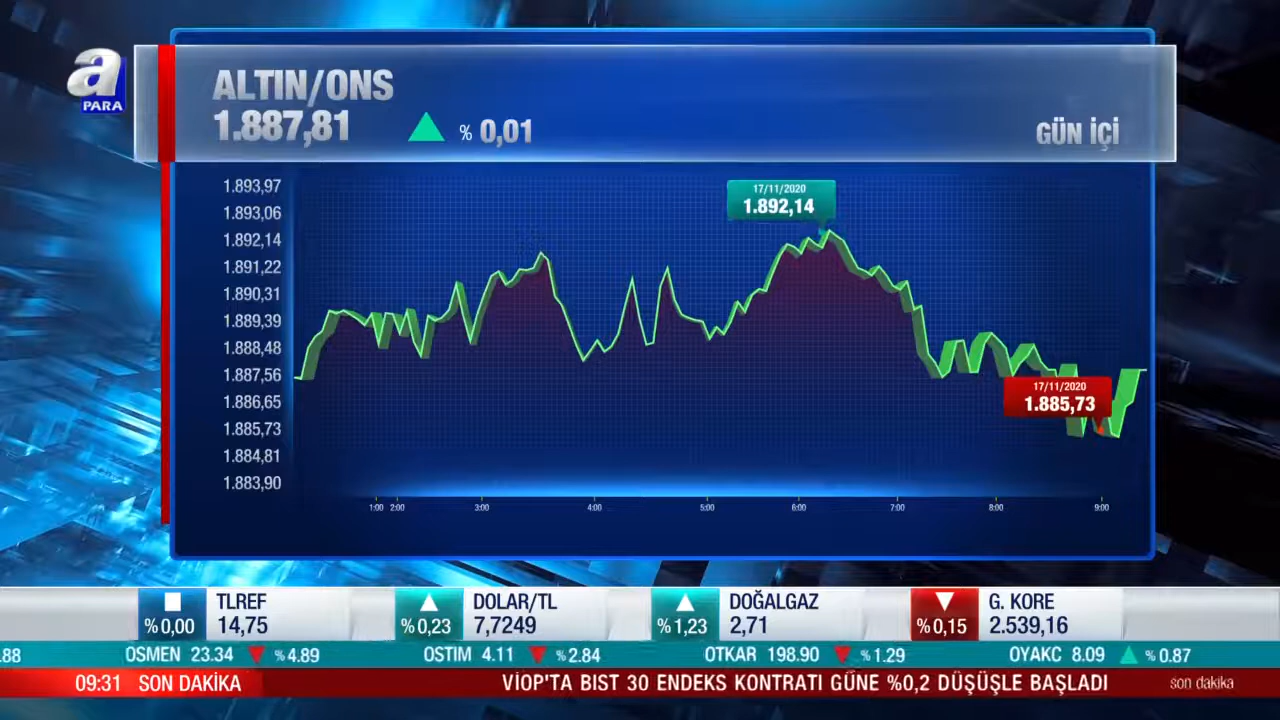 a
PARA
ALTIN/ONS
1.887,81
% 0,01
GÜN İÇİ
1.893,97
1.893,06
1.892,14
1.891,22
1.890,31
1.889,39
1.888,48
1.887,56
1.886,65
1.885,73
1.884,81
1.883,90
17/11/2020
1.892,14
17/11/2020
1.885,73
1:00 2:00 3:00 4:00 5:00 6:00 7:00 8:00 9:00
%0,00
TLREF
14,75
%0,23
DOLAR/TL
7,7249
%1,23
DOĞALGAZ
2,71
%0,15
G. KORE
2.539,16
.88 OSMEN 23.34 %4.89 OSTIM 4.11 %2.84 OTKAR 198.90 %1.29 OYAKC 8.09 %0.87
09:31 SON DAKİKA VİOP'TA BIST 30 ENDEKS KONTRATI GÜNE %0,2 DÜŞÜŞLE BAŞLADI son dakika